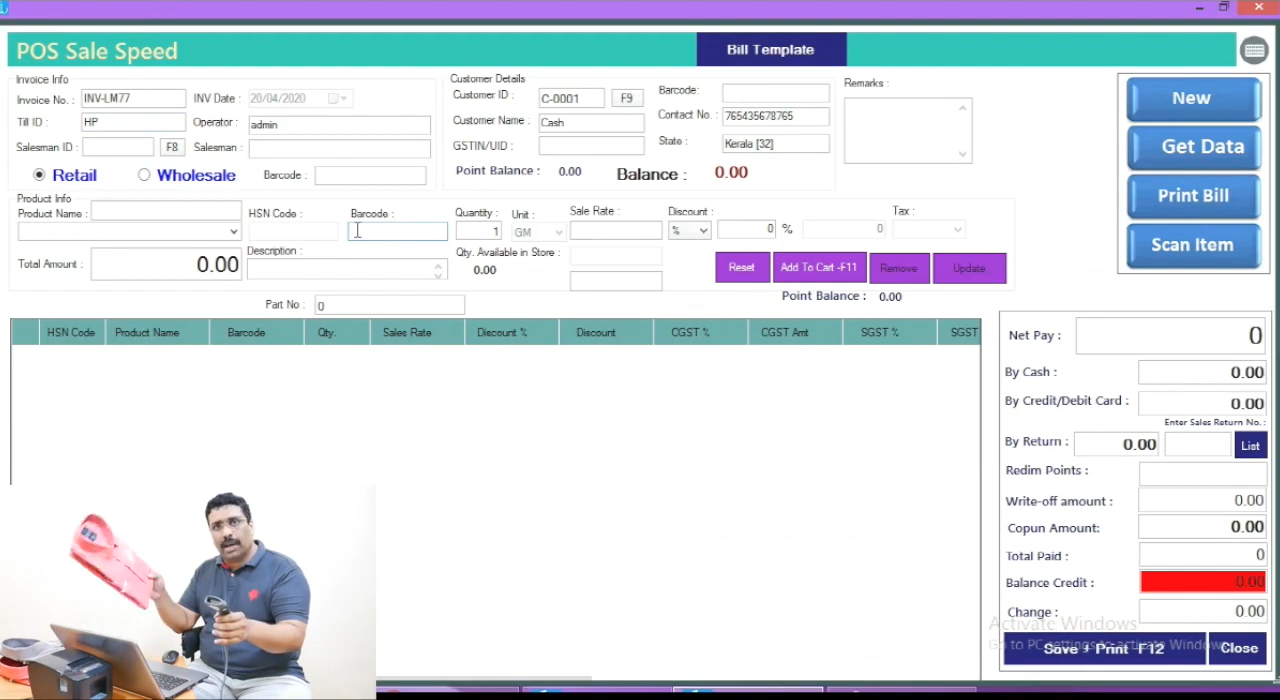 POS Sale Speed
Bill Template
Invoice Info
Invoice No. : INV-LM77 INV Date : 20/04/2020
Till ID : HP Operator : admin
Salesman ID : F8 Salesman :
Retail Wholesale Barcode :
Customer Details
Customer ID : C-0001 F9
Customer Name : Cash
GSTIN/UID :
Point Balance : 0.00 Balance : 0.00
Barcode:
Contact No. : 765435678765
State : Kerala [32]
Remarks :
New
Get Data
Print Bill
Scan Item
Product Info
Product Name : HSN Code : Barcode : Quantity : Unit : Sale Rate : Discount : Tax :
1 GM % 0 % 0
Total Amount : 0.00 Description : Qty. Available in Store :
0.00
Reset Add To Cart -F11 Remove Update
Point Balance : 0.00
Part No : 0
HSN Code Product Name Barcode Qty. Sales Rate Discount % Discount CGST % CGST Amt SGST % SGST
Net Pay : 0
By Cash : 0.00
By Credit/Debit Card : 0.00
Enter Sales Return No. :
By Return : 0.00 List
Redim Points :
Write-off amount : 0.00
Copun Amount: 0.00
Total Paid : 0
Balance Credit : 0.00
Change : 0.00
Activate Windows
Go to PC settings to activate Windows.
Save + Print -F12 Close